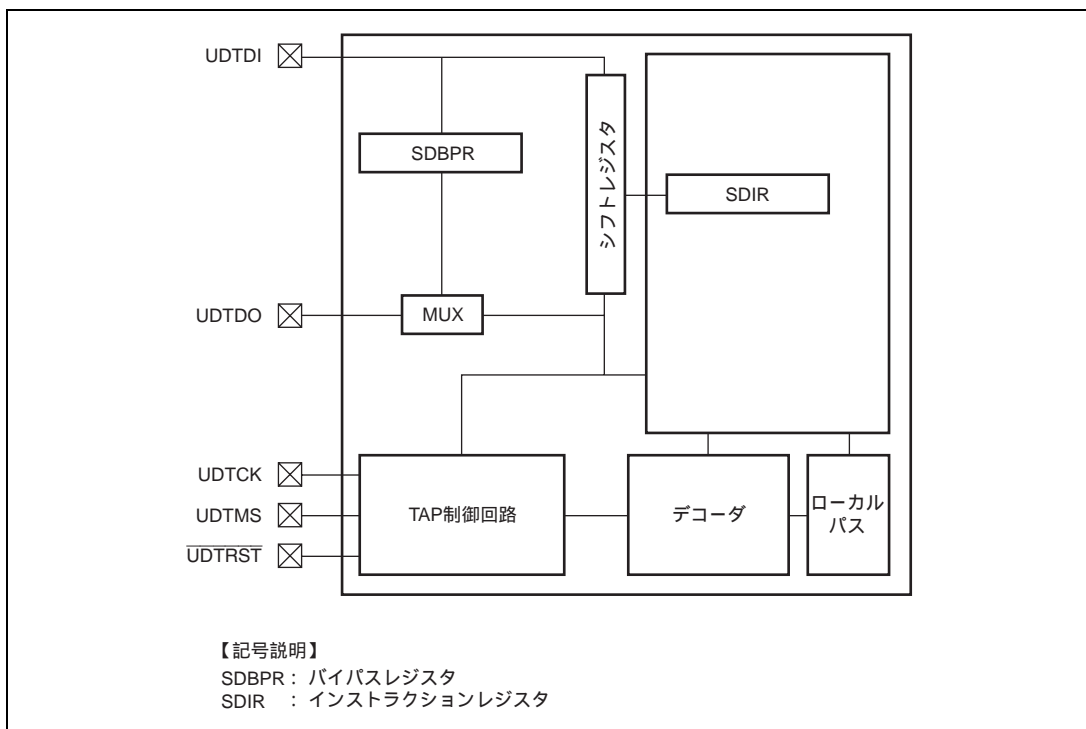 UDTDI
SDBPR
シフトレジスタ
SDIR
UDTDO
MUX
UDTCK
UDTMS
UDTRST
TAP制御回路
デコーダ
ローカル
パス
【記号説明】
SDBPR： バイパスレジスタ
SDIR ： インストラクションレジスタ